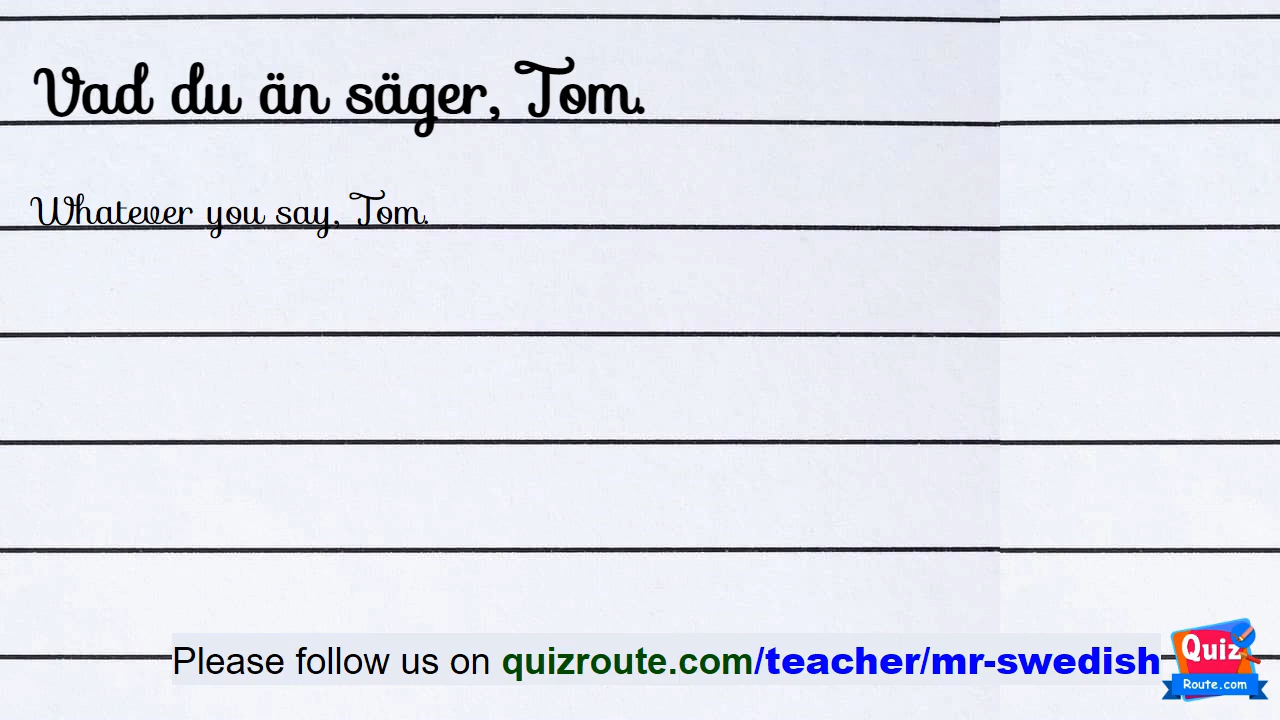 Vad du än säger, Tom.
Whatever you say, Tom.
Please follow us on quizroute.com/teacher/mr-swedish
Quiz
Route.com